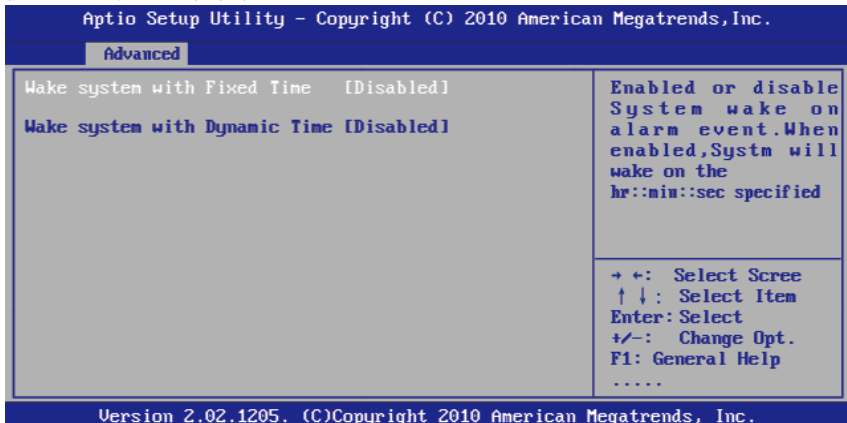 Aptio Setup Utility – Copyright (C) 2010 American Megatrends,Inc.
Advanced
Wake system with Fixed Time [Disabled]
Wake system with Dynamic Time [Disabled]
Enabled or disable
System wake on
alarm event.When
enabled,Systm will
wake on the
hr::min::sec specified
→ ←: Select Scree
↑↓: Select Item
Enter: Select
+/-: Change Opt.
F1: General Help
.....
Version 2.02.1205. (C)Copyright 2010 American Megatrends, Inc.